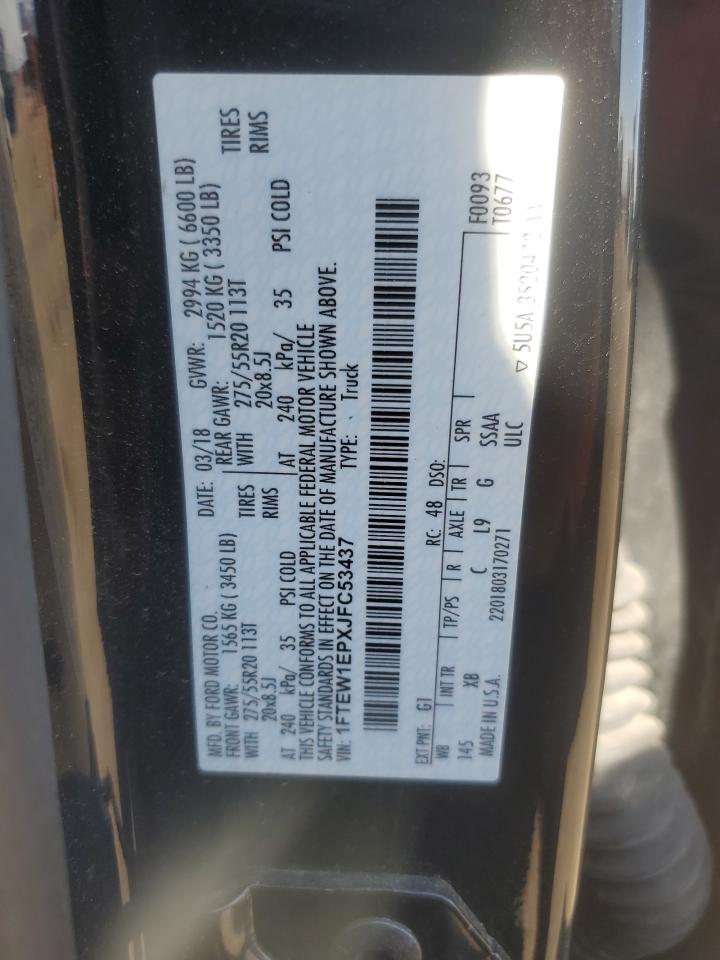 MFD. BY FORD MOTOR CO.
DATE: 03/18 GVWR: 2994 KG ( 6600 LB)
FRONT GAWR: 1565 KG ( 3450 LB) REAR GAWR: 1520 KG ( 3350 LB)
WITH 275/55R20 113T TIRES WITH 275/55R20 113T TIRES
20x8.5J RIMS 20x8.5J RIMS
AT 240 kPa/ 35 PSI COLD AT 240 kPa/ 35 PSI COLD
THIS VEHICLE CONFORMS TO ALL APPLICABLE FEDERAL MOTOR VEHICLE
SAFETY STANDARDS IN EFFECT ON THE DATE OF MANUFACTURE SHOWN ABOVE.
VIN: 1FTEW1EPXJFC53437 TYPE: Truck
EXT PNT: G1 RC: 48 DSO: F0093
WB INT TR TP/PS R AXLE TR SPR T0677
145 XB C L9 G SSAA
MADE IN U.S.A. 2201803170271 ULC
▽ 5U5A